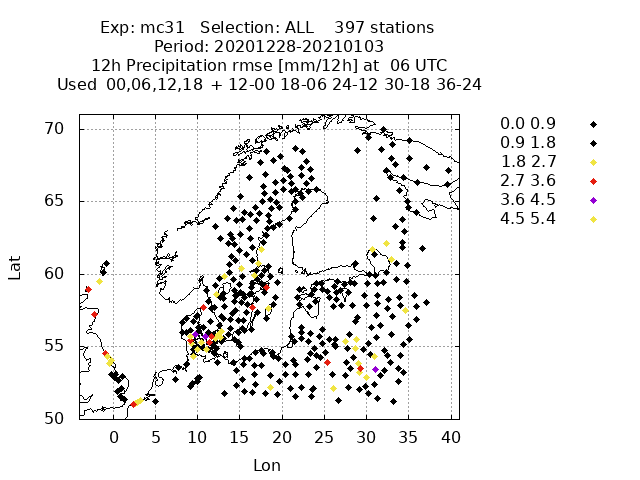 Exp: mc31 Selection: ALL 397 stations
Period: 20201228-20210103
12h Precipitation rmse [mm/12h] at 06 UTC
Used 00,06,12,18 + 12-00 18-06 24-12 30-18 36-24
70
65
60
55
50
Lat
0 5 10 15 20 25 30 35 40
Lon
0.0 0.9
0.9 1.8
1.8 2.7
2.7 3.6
3.6 4.5
4.5 5.4